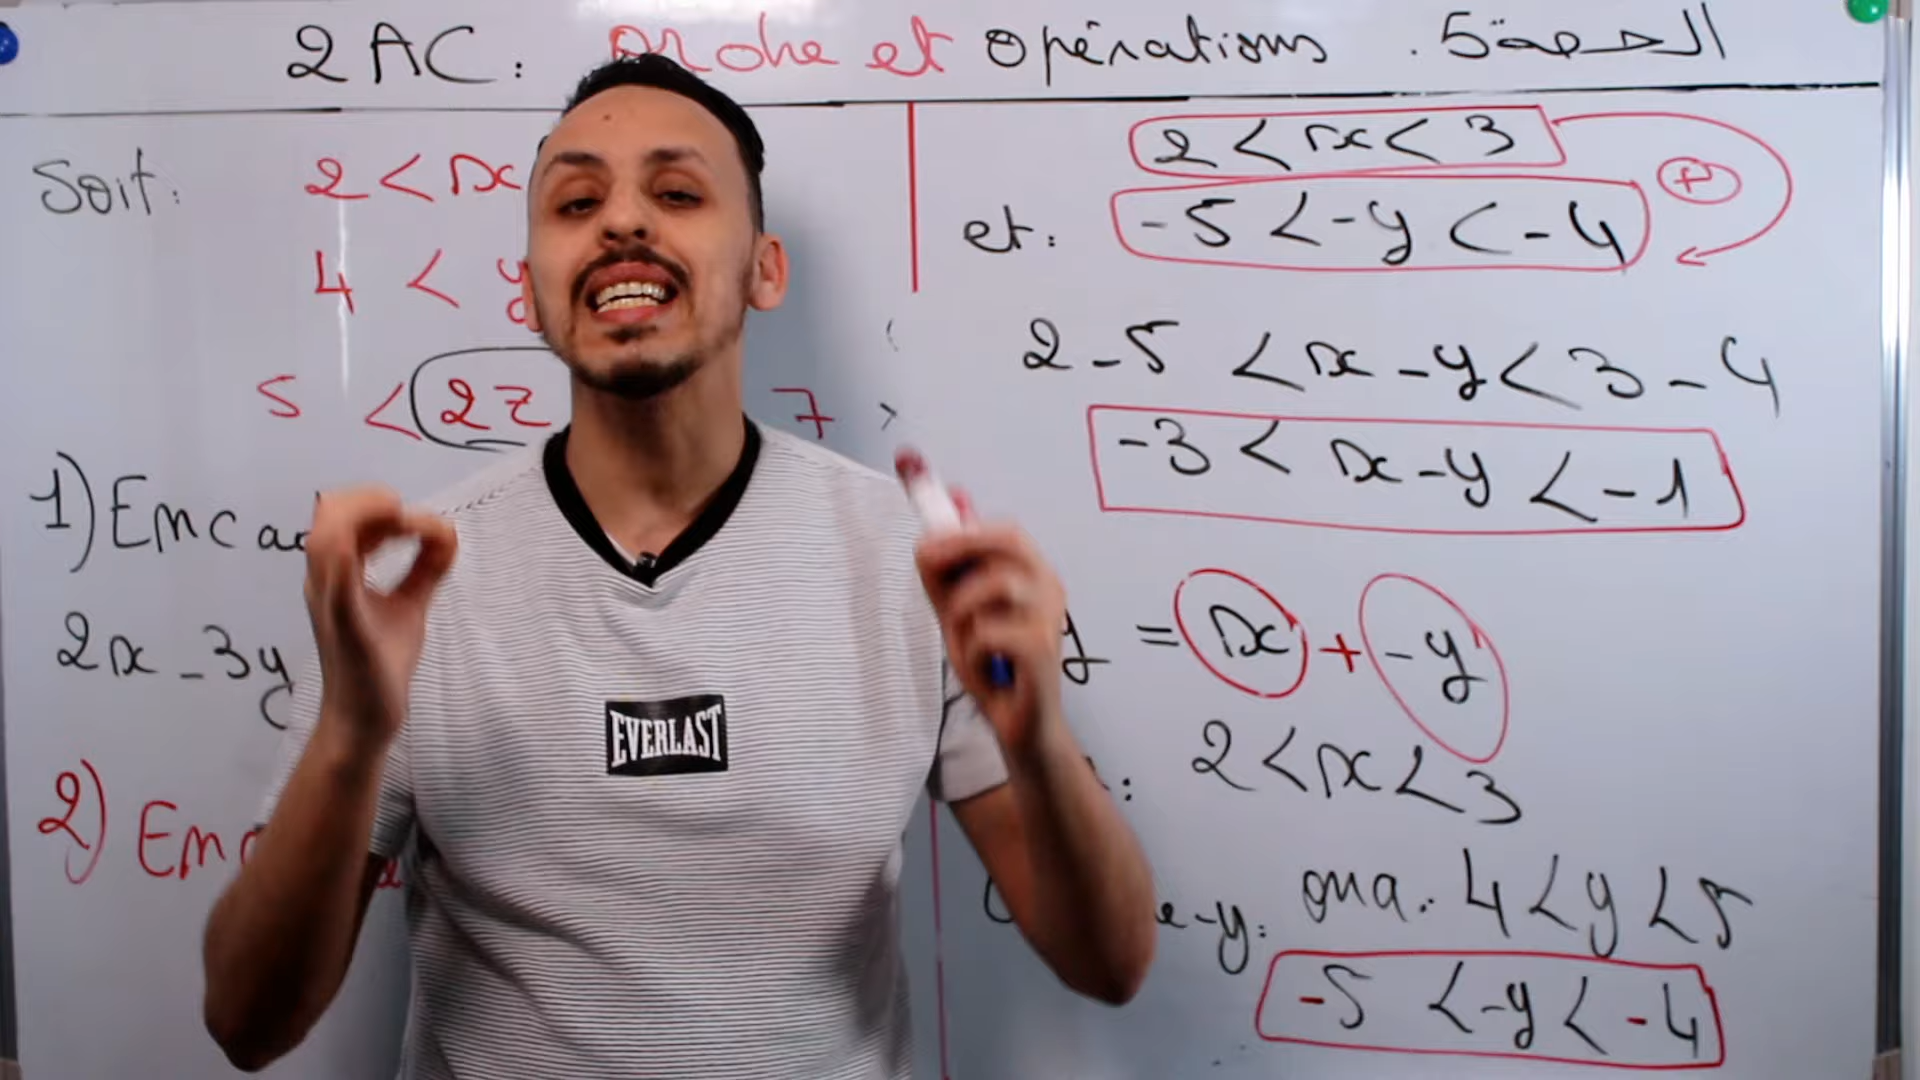 2AC: ordre et opérations. الحصة 5
Soit: 2 < x
4 < y
5 < 2z 7
1) Encad
2x - 3y
2) Enc
2 < x < 3
+
et: -5 < -y < -4
2 - 5 < x - y < 3 - 4
-3 < x - y < -1
y = x + -y
2 < x < 3
-y: on a: 4 < y < 5
-5 < -y < -4
EVERLAST